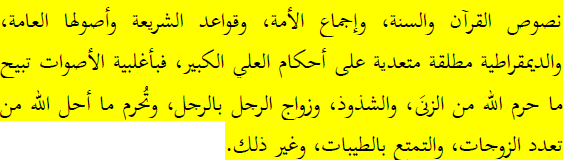 نصوص القرآن والسنة، وإجماع الأمة، وقواعد الشريعة وأصولها العامة،
والديمقراطية مطلقة متعدية على أحكام العلي الكبير، فبأغلبية الأصوات تبيح
ما حرم الله من الزنىَ، والشذوذ، وزواج الرجل بالرجل، وتُحرم ما أحل الله من
تعدد الزوجات، والتمتع بالطيبات، وغير ذلك.